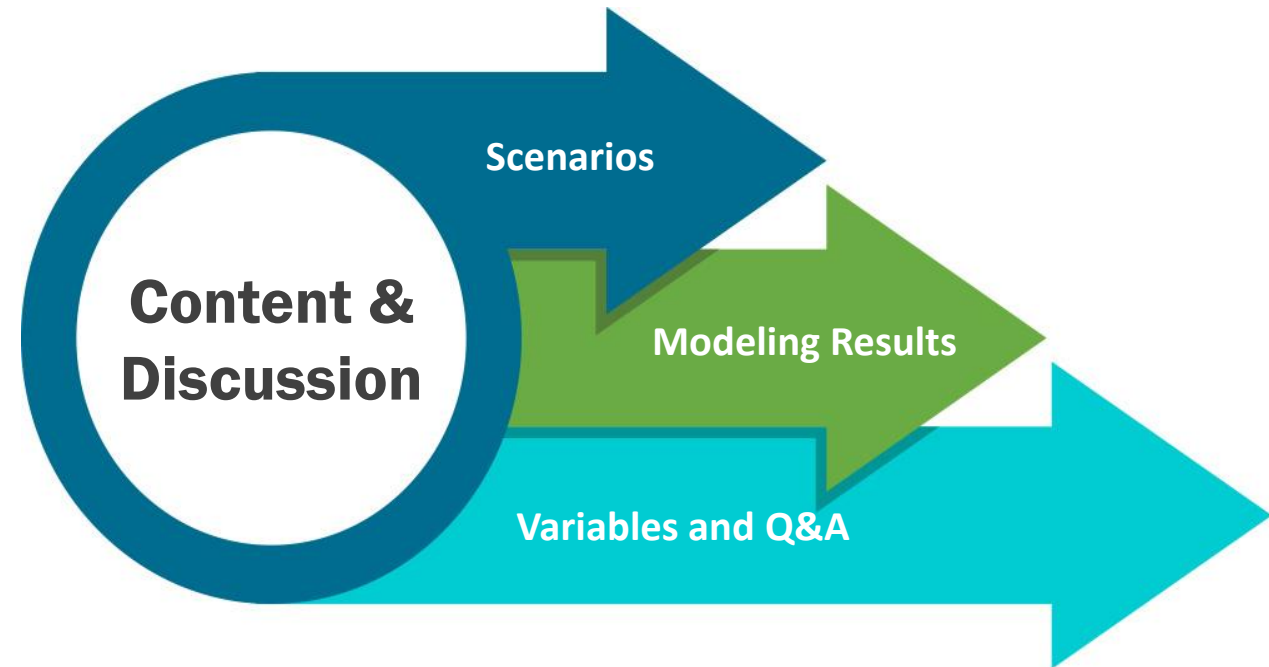 Scenarios
Content &
Discussion
Modeling Results
Variables and Q&A